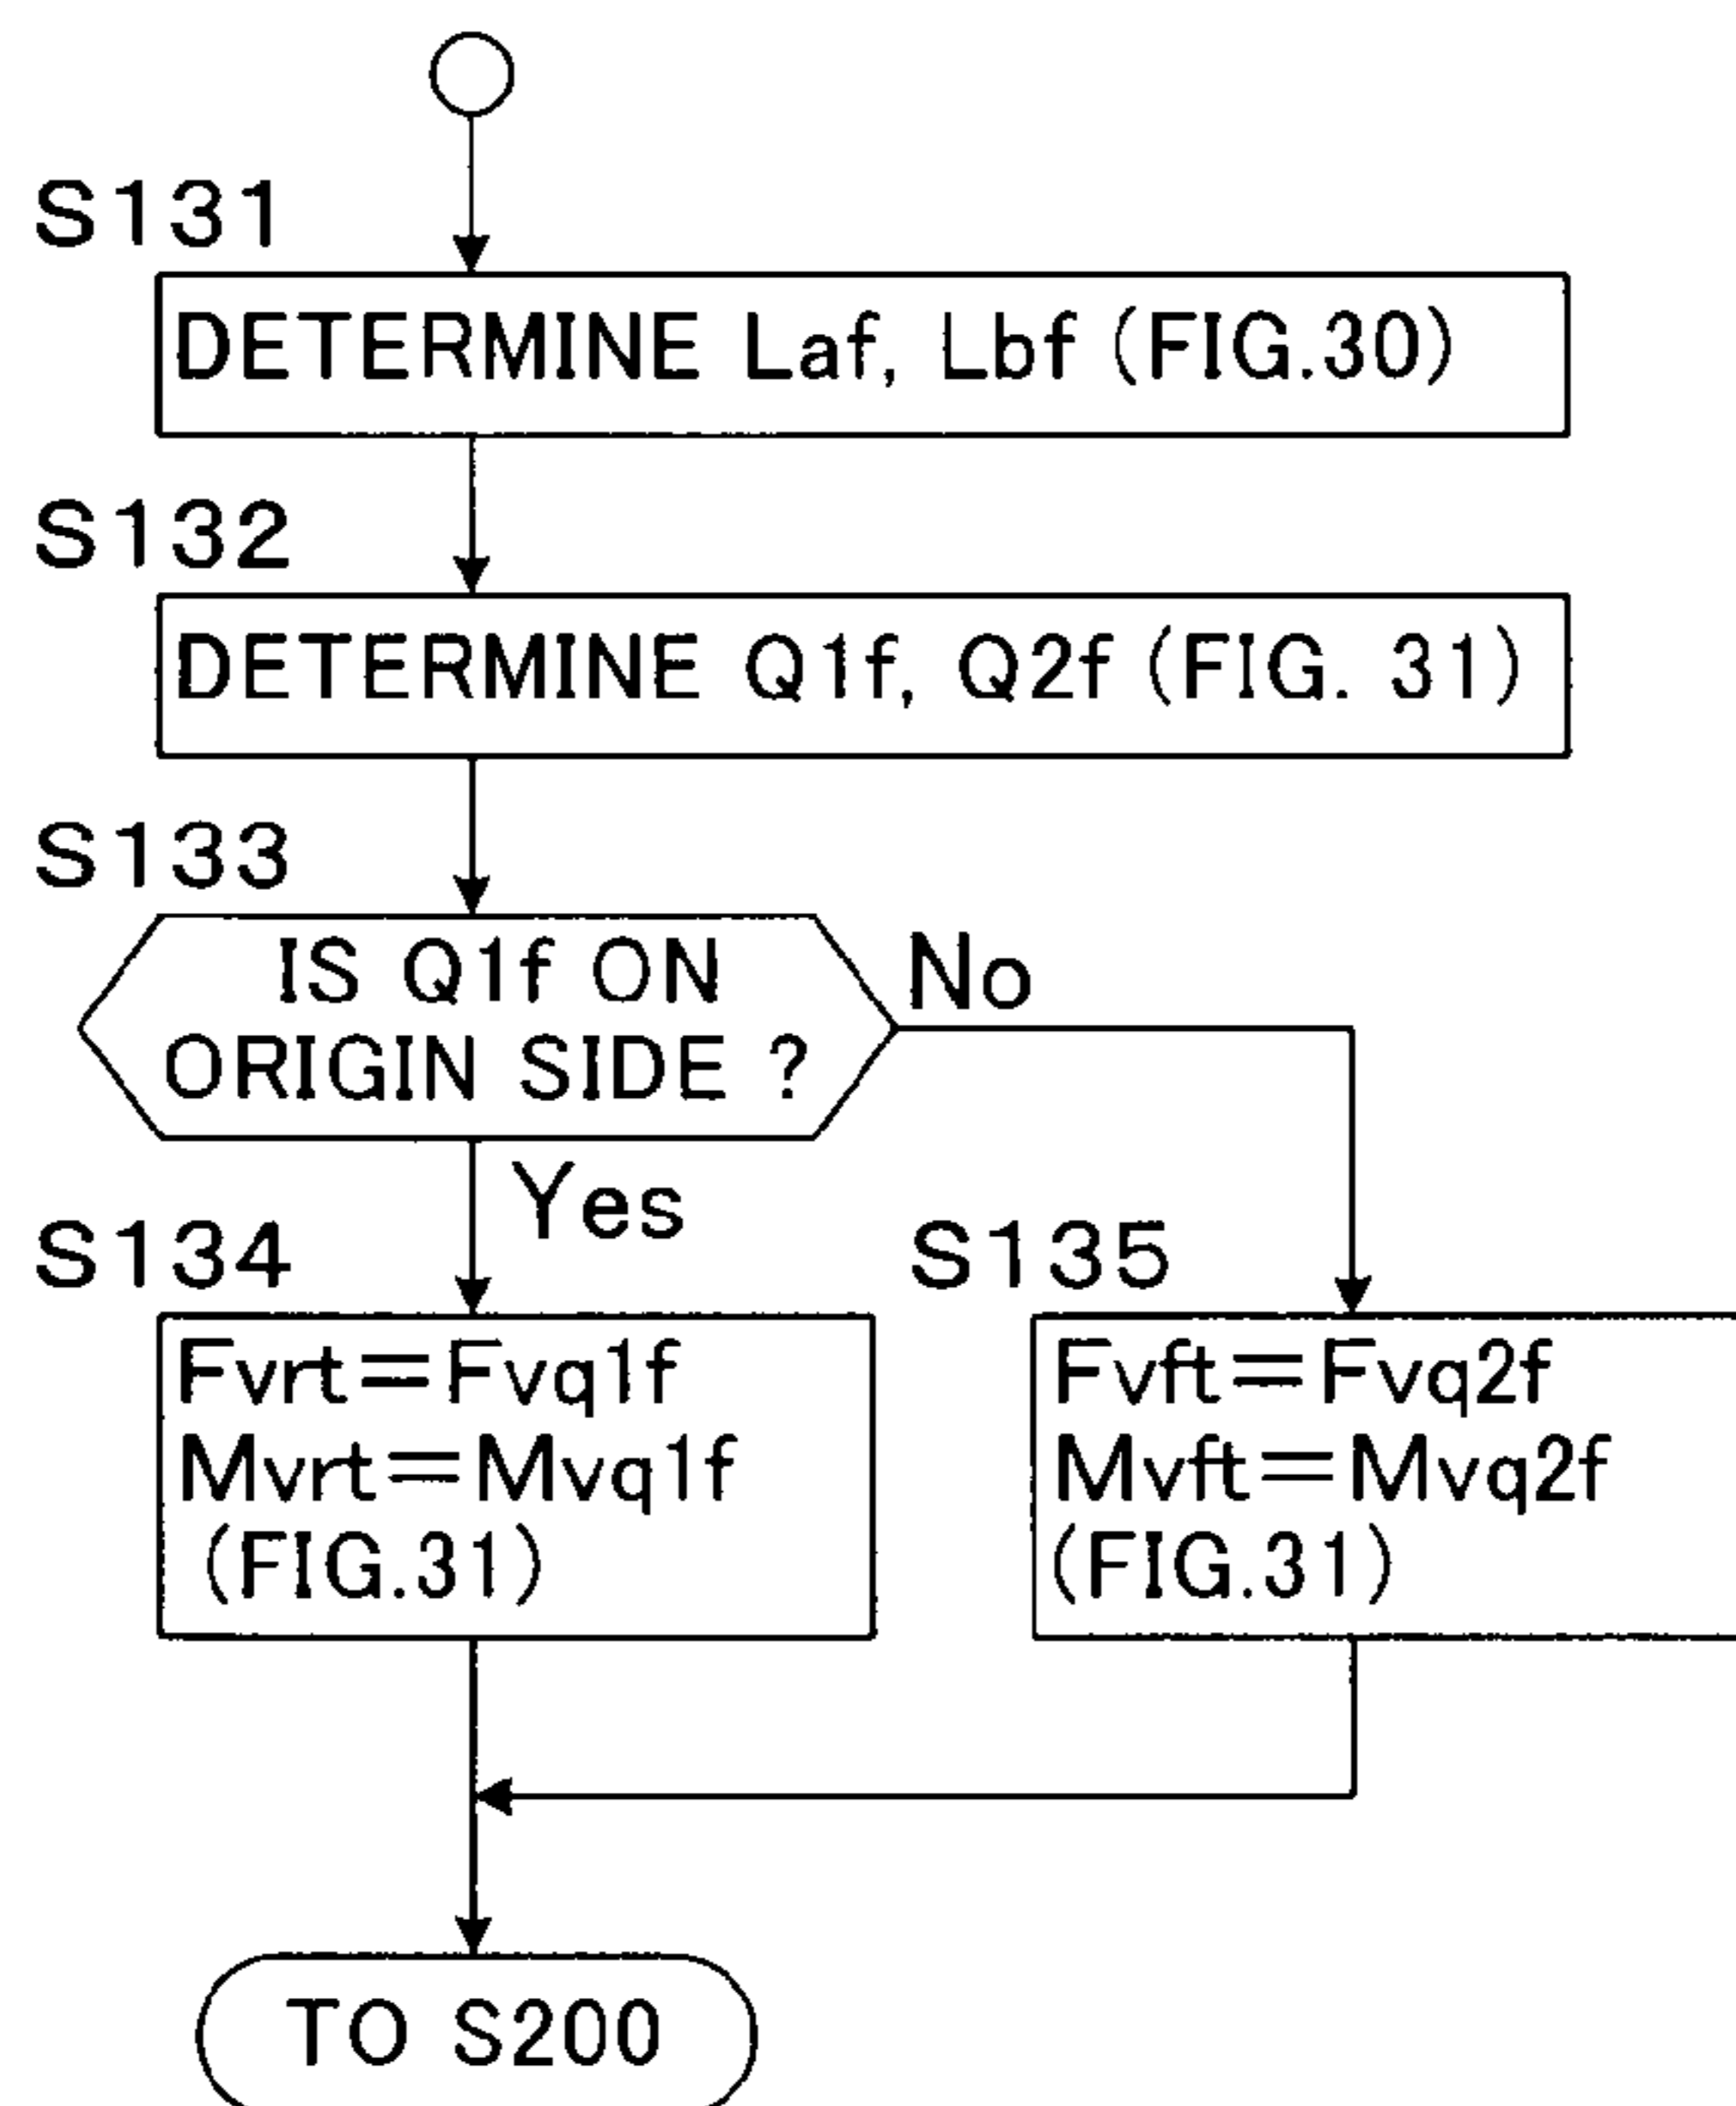 S131
DETERMINE Laf, Lbf (FIG.30)
S132
DETERMINE Q1f, Q2f (FIG. 31)
S133
IS Q1f ON
ORIGIN SIDE ?
No
Yes
S134
Fvrt=Fvq1f
Mvrt=Mvq1f
(FIG.31)
S135
Fvft=Fvq2f
Mvft=Mvq2f
(FIG.31)
TO S200